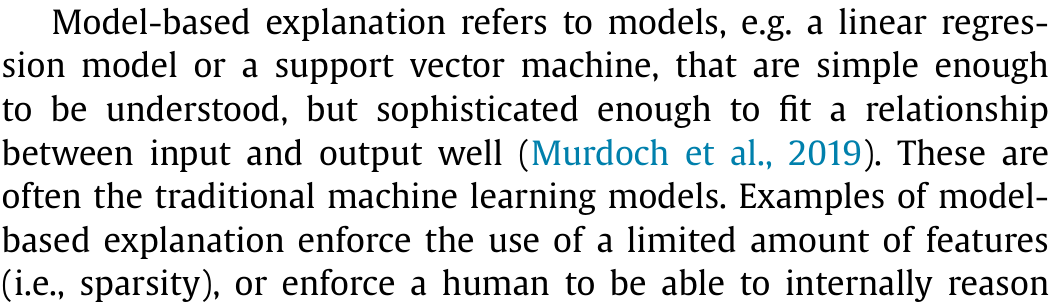 Model-based explanation refers to models, e.g. a linear regres-
sion model or a support vector machine, that are simple enough
to be understood, but sophisticated enough to fit a relationship
between input and output well (Murdoch et al., 2019). These are
often the traditional machine learning models. Examples of model-
based explanation enforce the use of a limited amount of features
(i.e., sparsity), or enforce a human to be able to internally reason